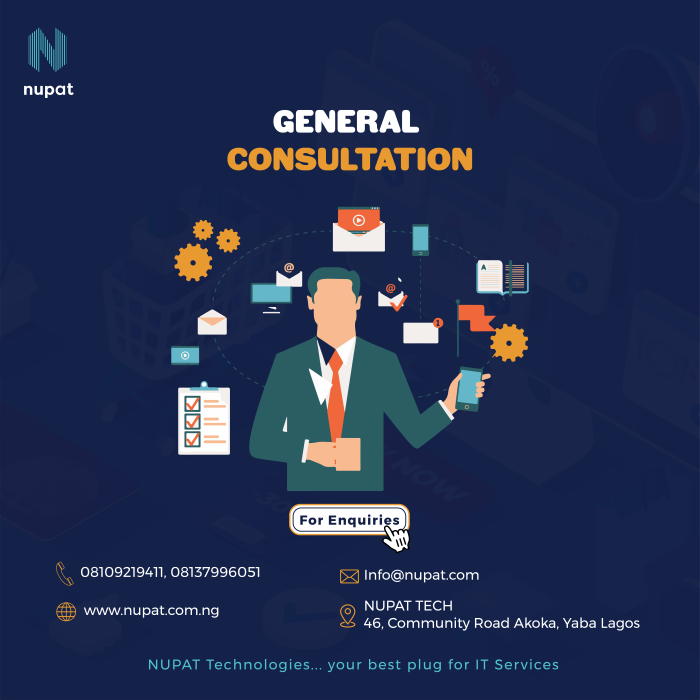 nupat
GENERAL
CONSULTATION
@
@
A
1
For Enquiries
08109219411, 08137996051
Info@nupat.com
www.nupat.com.ng
NUPAT TECH
46, Community Road Akoka, Yaba Lagos
NUPAT Technologies... your best plug for IT Services